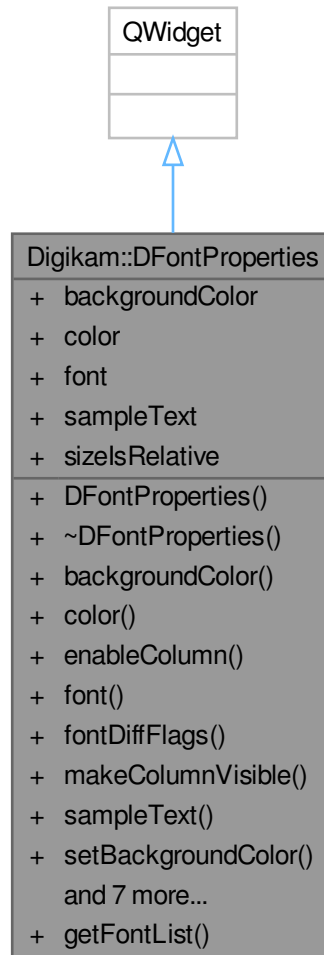 QWidget
Digikam::DFontProperties
+ backgroundColor
+ color
+ font
+ sampleText
+ sizeIsRelative
+ DFontProperties()
+ ~DFontProperties()
+ backgroundColor()
+ color()
+ enableColumn()
+ font()
+ fontDiffFlags()
+ makeColumnVisible()
+ sampleText()
+ setBackgroundColor()
and 7 more...
+ getFontList()